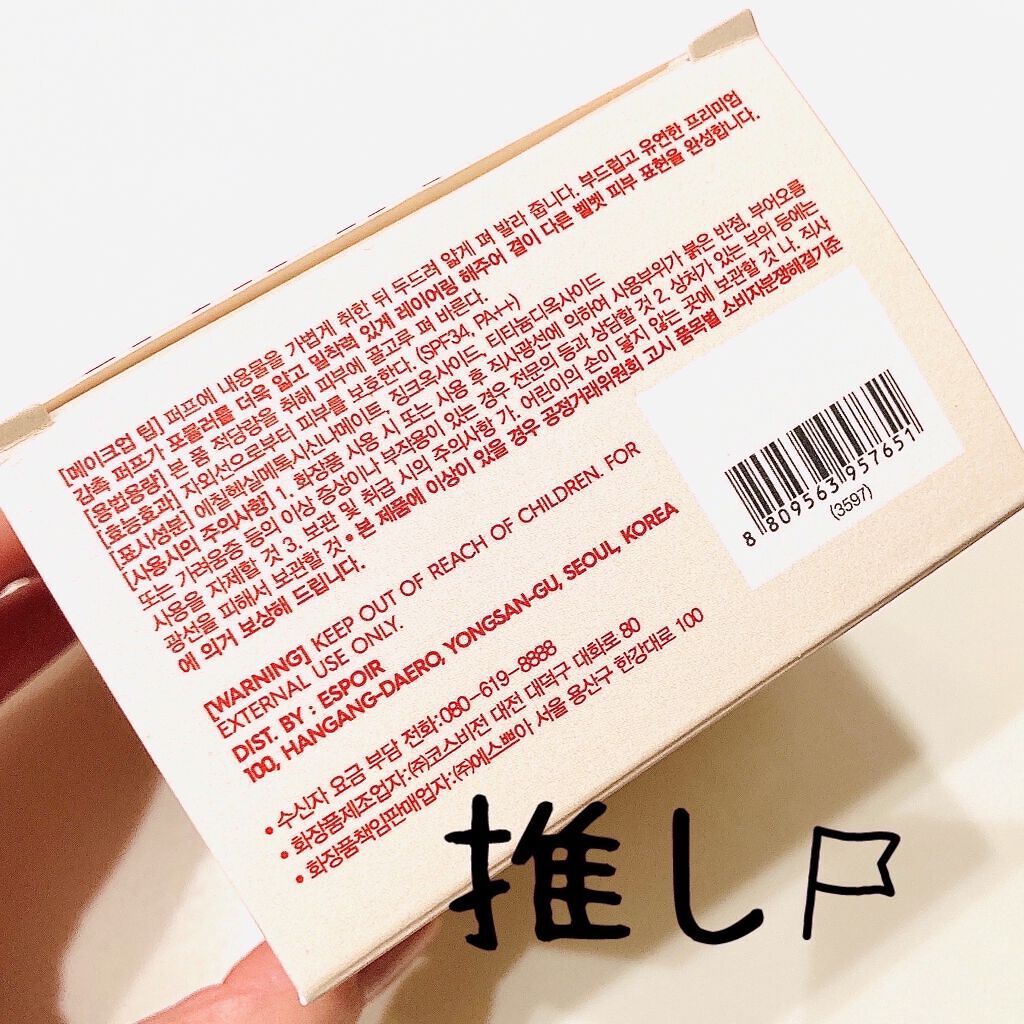 [메이크업 팁] 퍼프에 내용물을 가볍게 취한 뒤 두드려 얇게 펴 발라 줍니다. 부드럽고 유연한 프리미엄
감촉 퍼프가 포뮬러를 더욱 얇고 밀착력 있게 레이어링 해주어 결이 다른 벨벳 피부 표현을 완성합니다.
[용법용량] 본 품 적당량을 취해 피부에 골고루 펴 바른다.
[효능효과] 자외선으로부터 피부를 보호한다. (SPF34, PA++)
[표시성분] 에칠헥실메톡시신나메이트, 징크옥사이드, 티타늄디옥사이드
[사용시의 주의사항] 1. 화장품 사용 시 또는 사용 후 직사광선에 의하여 사용부위가 붉은 반점, 부어오름
또는 가려움증 등의 이상 증상이나 부작용이 있는 경우 전문의 등과 상담할 것 2. 상처가 있는 부위 등에는
사용을 자제할 것 3. 보관 및 취급 시의 주의사항 가. 어린이의 손이 닿지 않는 곳에 보관할 것 나. 직사
광선을 피해서 보관할 것 • 본 제품에 이상이 있을 경우 공정거래위원회 고시 품목별 소비자분쟁해결기준
에 의거 보상해 드립니다.
[WARNING] KEEP OUT OF REACH OF CHILDREN. FOR
EXTERNAL USE ONLY.
DIST. BY : ESPOIR
100, HANGANG-DAERO, YONGSAN-GU, SEOUL, KOREA
• 수신자 요금 부담 전화:080-619-8888
• 화장품제조업자:㈜코스비전 대전 대덕구 대화로 80
• 화장품책임판매업자:㈜에스쁘아 서울 용산구 한강대로 100
8 809563 957651
(3597)
推し